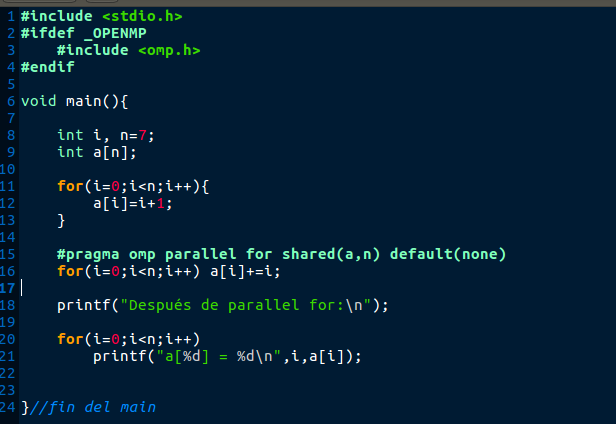 1 #include <stdio.h>
2 #ifdef _OPENMP
3     #include <omp.h>
4 #endif
5
6 void main(){
7
8     int i, n=7;
9     int a[n];
10
11     for(i=0;i<n;i++){
12         a[i]=i+1;
13     }
14
15     #pragma omp parallel for shared(a,n) default(none)
16     for(i=0;i<n;i++) a[i]+=i;
17
18     printf("Después de parallel for:\n");
19
20     for(i=0;i<n;i++)
21         printf("a[%d] = %d\n",i,a[i]);
22
23
24 }//fin del main